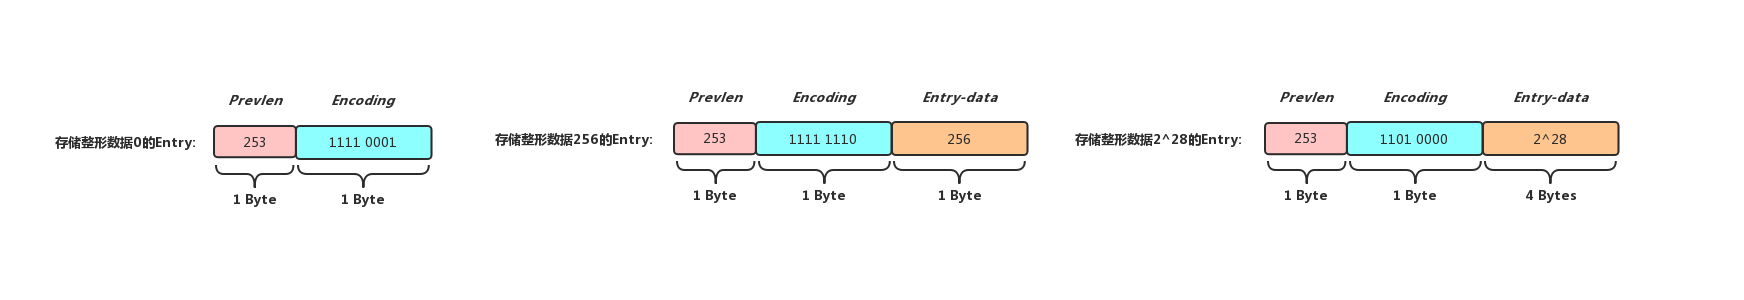 Prevlen Encoding
存储整形数据0的Entry: 253 1111 0001
1 Byte 1 Byte
Prevlen Encoding Entry-data
存储整形数据256的Entry: 253 1111 1110 256
1 Byte 1 Byte 1 Byte
Prevlen Encoding Entry-data
存储整形数据2^28的Entry: 253 1101 0000 2^28
1 Byte 1 Byte 4 Bytes